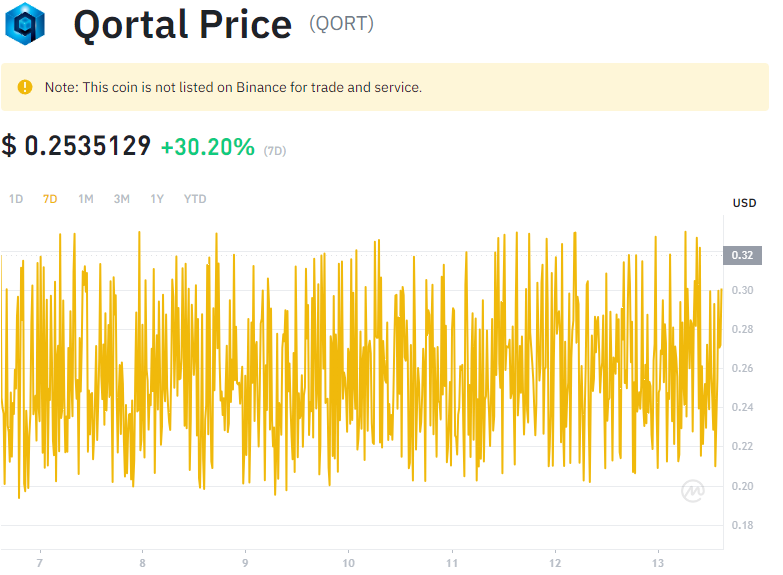 Qortal Price (QORT)
Note: This coin is not listed on Binance for trade and service.
$ 0.2535129 +30.20% (7D)
1D 7D 1M 3M 1Y YTD
USD
0.32
0.30
0.28
0.26
0.24
0.22
0.20
0.18
7 8 9 10 11 12 13